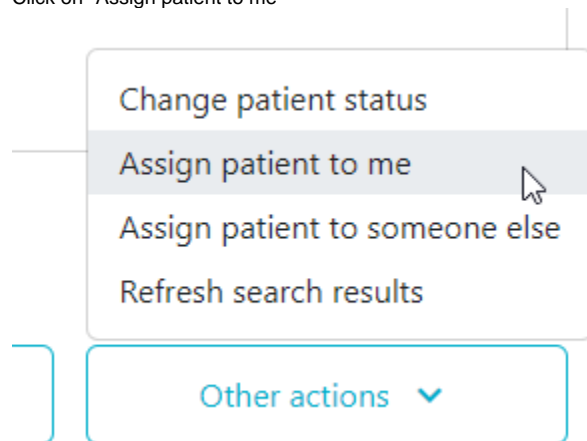 Click on "Assign patient to me"
Change patient status
Assign patient to me
Assign patient to someone else
Refresh search results
Other actions